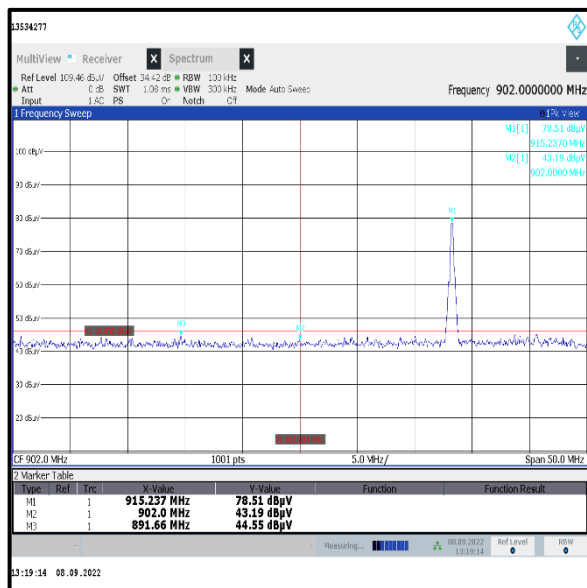 13534277
MultiView Receiver X Spectrum X
Ref Level 109.46 dBµV Offset 34.42 dB RBW 100 kHz
Att 0 dB SWT 1.08 ms VBW 300 kHz Mode Auto Sweep Frequency 902.0000000 MHz
Input 1 AC PS On Notch Off
1 Frequency Sweep 1Pk View
M1[1] 78.51 dBµV
915.2370 MHz
M2[1] 43.19 dBµV
902.0000 MHz
100 dBµV
90 dBµV
80 dBµV
M1
70 dBµV
60 dBµV
50 dBµV
M3 M2
40 dBµV
30 dBµV
20 dBµV
CF 902.0 MHz 1001 pts 5.0 MHz/ Span 50.0 MHz
2 Marker Table
Type Ref Trc X-Value Y-Value Function Function Result
M1 1 915.237 MHz 78.51 dBµV
M2 1 902.0 MHz 43.19 dBµV
M3 1 891.66 MHz 44.55 dBµV
Measuring... 08.09.2022 Ref Level RBW
13:19:14
13:19:14 08.09.2022